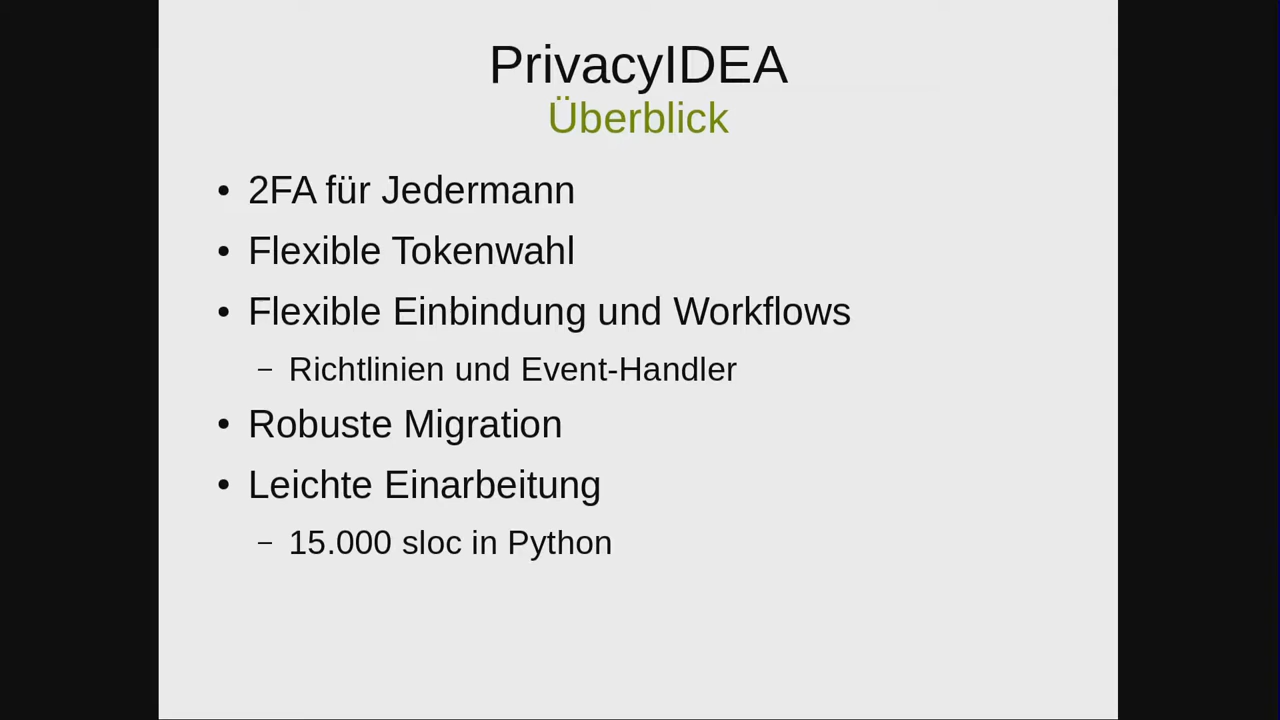 PrivacyIDEA
Überblick
• 2FA für Jedermann
• Flexible Tokenwahl
• Flexible Einbindung und Workflows
– Richtlinien und Event-Handler
• Robuste Migration
• Leichte Einarbeitung
– 15.000 sloc in Python